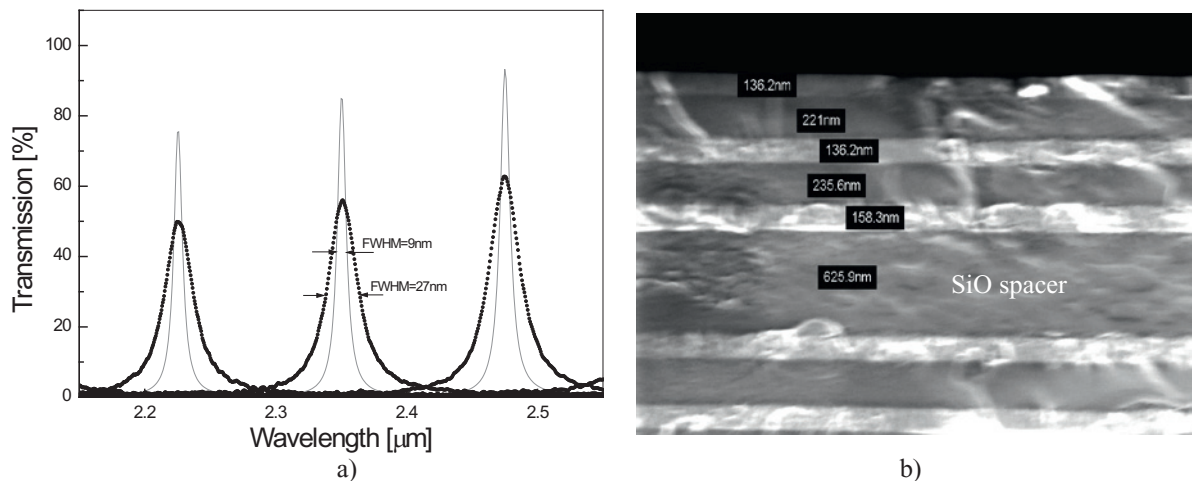 100
80
60
40
20
0
Transmission [%]
FWHM=9nm
FWHM=27nm
2.2 2.3 2.4 2.5
Wavelength [μm]
a)
136.2nm
221nm
136.2nm
235.6nm
158.3nm
625.9nm
SiO spacer
b)